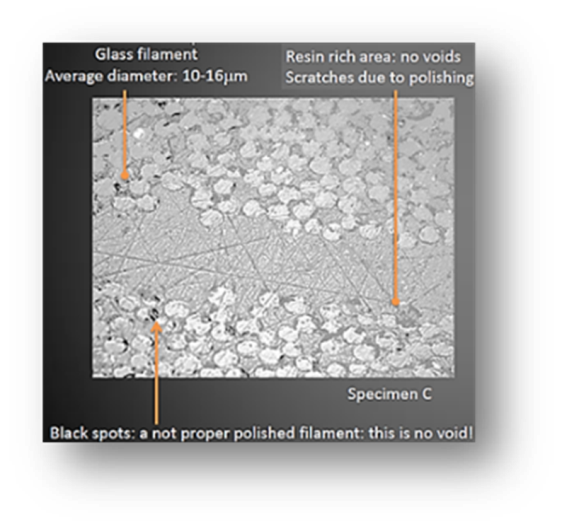 Glass filament
Average diameter: 10-16μm
Resin rich area: no voids
Scratches due to polishing
Specimen C
Black spots: a not proper polished filament: this is no void!